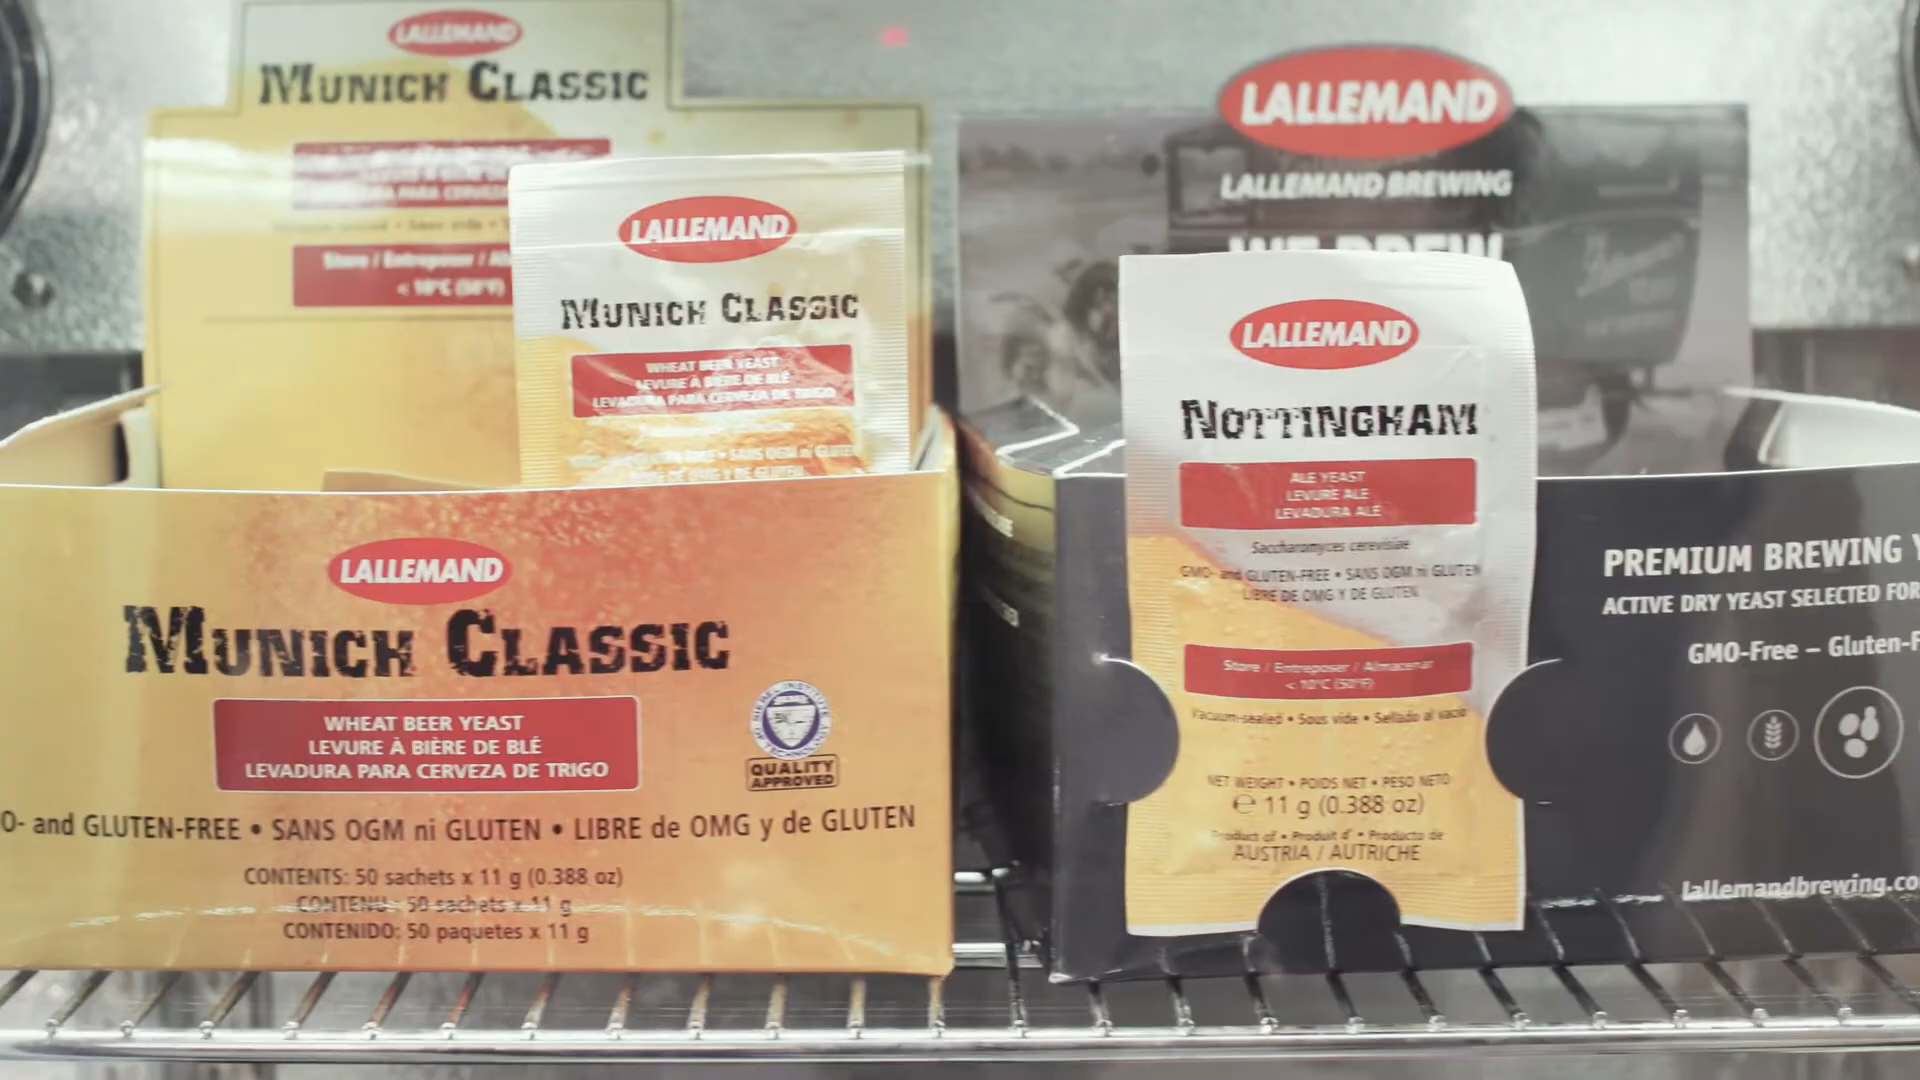 LALLEMAND
MUNICH CLASSIC
Store / Entreposer /
< 10°C (50°F)
LALLEMAND
MUNICH CLASSIC
WHEAT BEER YEAST
LEVURE À BIÈRE DE BLÉ
LEVADURA PARA CERVEZA DE TRIGO
LALLEMAND
MUNICH CLASSIC
WHEAT BEER YEAST
LEVURE À BIÈRE DE BLÉ
LEVADURA PARA CERVEZA DE TRIGO
QUALITY
APPROVED
O- and GLUTEN-FREE • SANS OGM ni GLUTEN • LIBRE de OMG y de GLUTEN
CONTENTS: 50 sachets x 11 g (0.388 oz)
CONTENU : 50 sachets x 11 g
CONTENIDO: 50 paquetes x 11 g
LALLEMAND
LALLEMAND BREWING
WE BREW
LALLEMAND
NOTTINGHAM
ALE YEAST
LEVURE ALE
LEVADURA ALE
Saccharomyces cerevisiae
GMO- and GLUTEN-FREE • SANS OGM ni GLUTEN
LIBRE DE OMG Y DE GLUTEN
Store / Entreposer / Almacenar
< 10°C (50°F)
Vacuum-sealed • Sous vide • Sellado al vacío
NET WEIGHT • POIDS NET • PESO NETO
℮ 11 g (0.388 oz)
Product of • Produit d' • Producto de
AUSTRIA / AUTRICHE
PREMIUM BREWING Y
ACTIVE DRY YEAST SELECTED FOR
GMO-Free – Gluten-F
lallemandbrewing.co